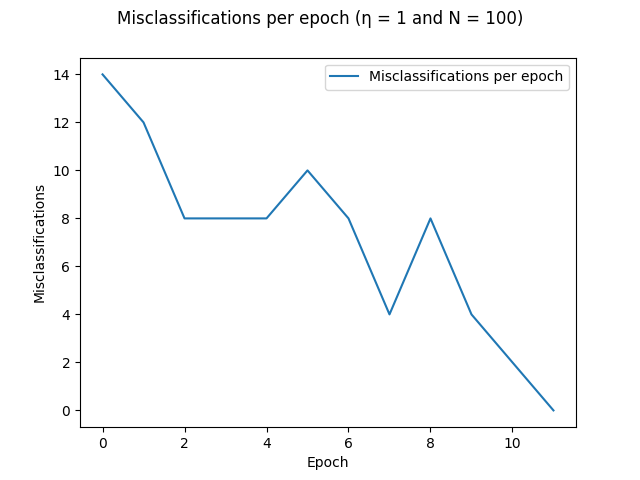 Misclassifications per epoch (η = 1 and N = 100)
Misclassifications per epoch
14
12
10
8
6
4
2
0
Misclassifications
0 2 4 6 8 10
Epoch